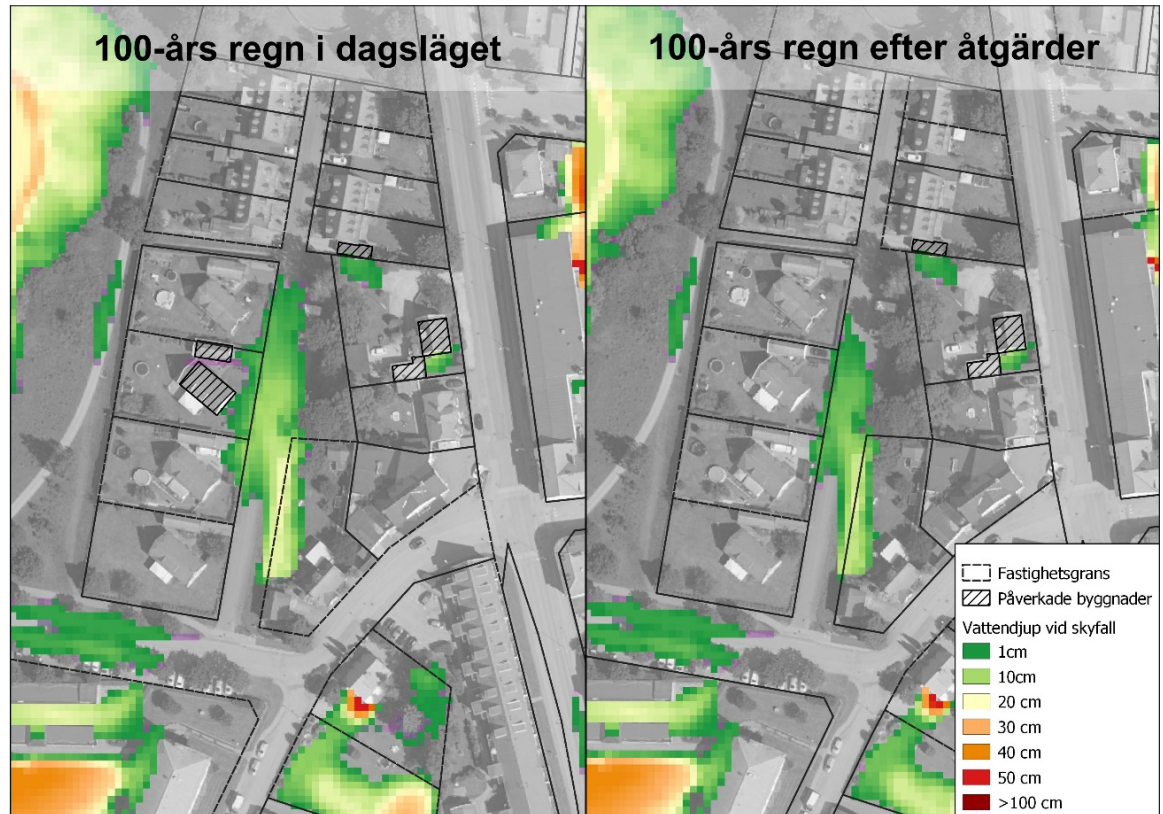 100-års regn i dagsläget
100-års regn efter åtgärder
Fastighetsgrans
Påverkade byggnader
Vattendjup vid skyfall
1cm
10cm
20 cm
30 cm
40 cm
50 cm
>100 cm